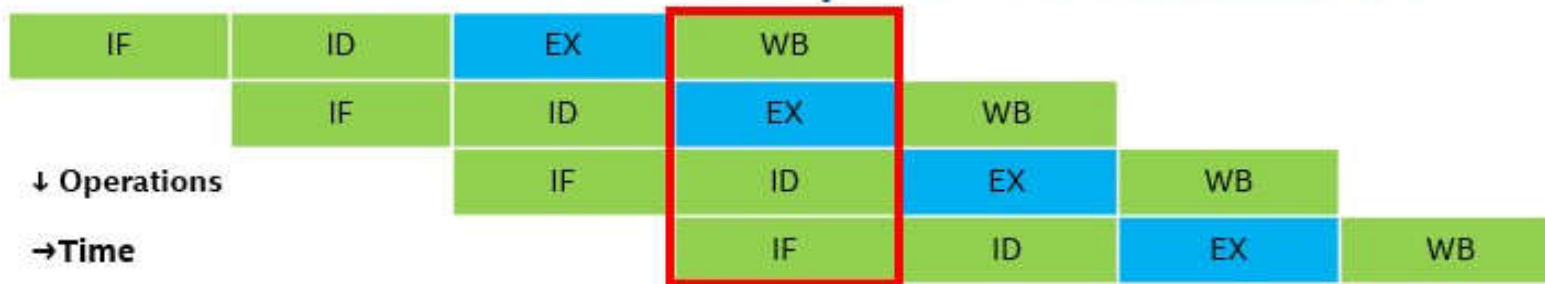 IF ID EX WB
IF ID EX WB
↓ Operations IF ID EX WB
→Time IF ID EX WB